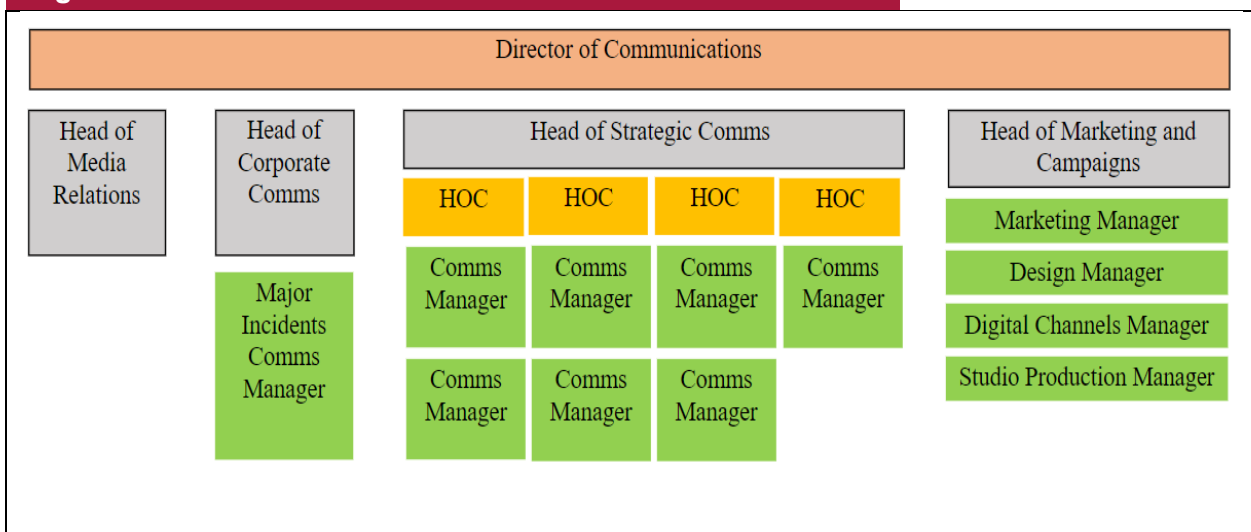 Director of Communications
Head of
Media
Relations
Head of
Corporate
Comms
Head of Strategic Comms
Head of Marketing and
Campaigns
HOC
HOC
HOC
HOC
Marketing Manager
Comms
Manager
Comms
Manager
Comms
Manager
Comms
Manager
Design Manager
Major
Incidents
Comms
Manager
Digital Channels Manager
Comms
Manager
Comms
Manager
Comms
Manager
Studio Production Manager